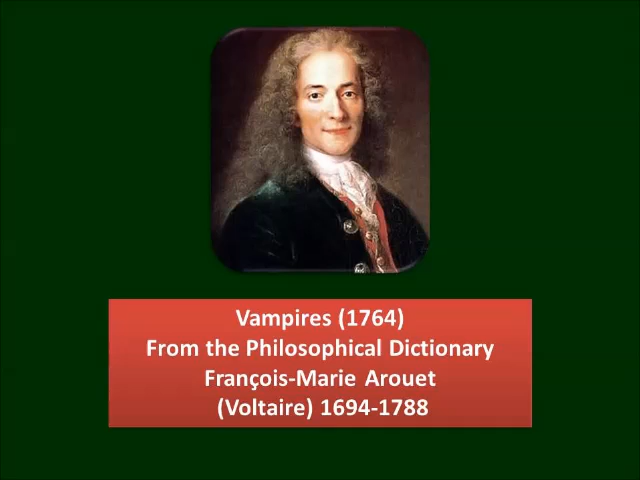 Vampires (1764)
From the Philosophical Dictionary
François-Marie Arouet
(Voltaire) 1694-1788